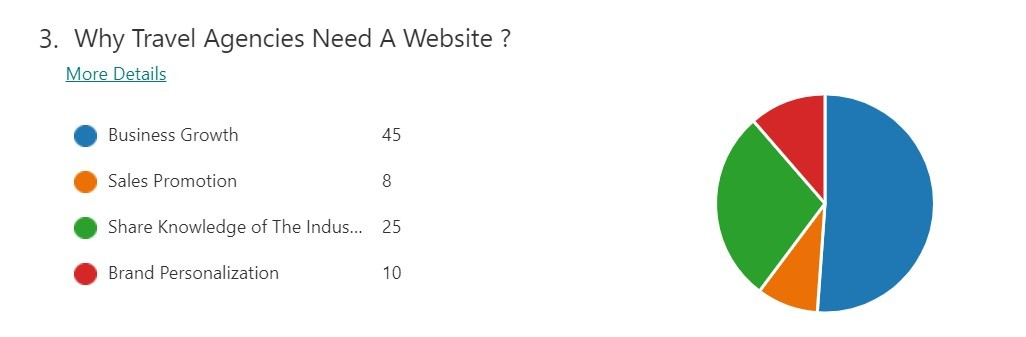 3. Why Travel Agencies Need A Website ?
More Details
Business Growth 45
Sales Promotion 8
Share Knowledge of The Indus... 25
Brand Personalization 10